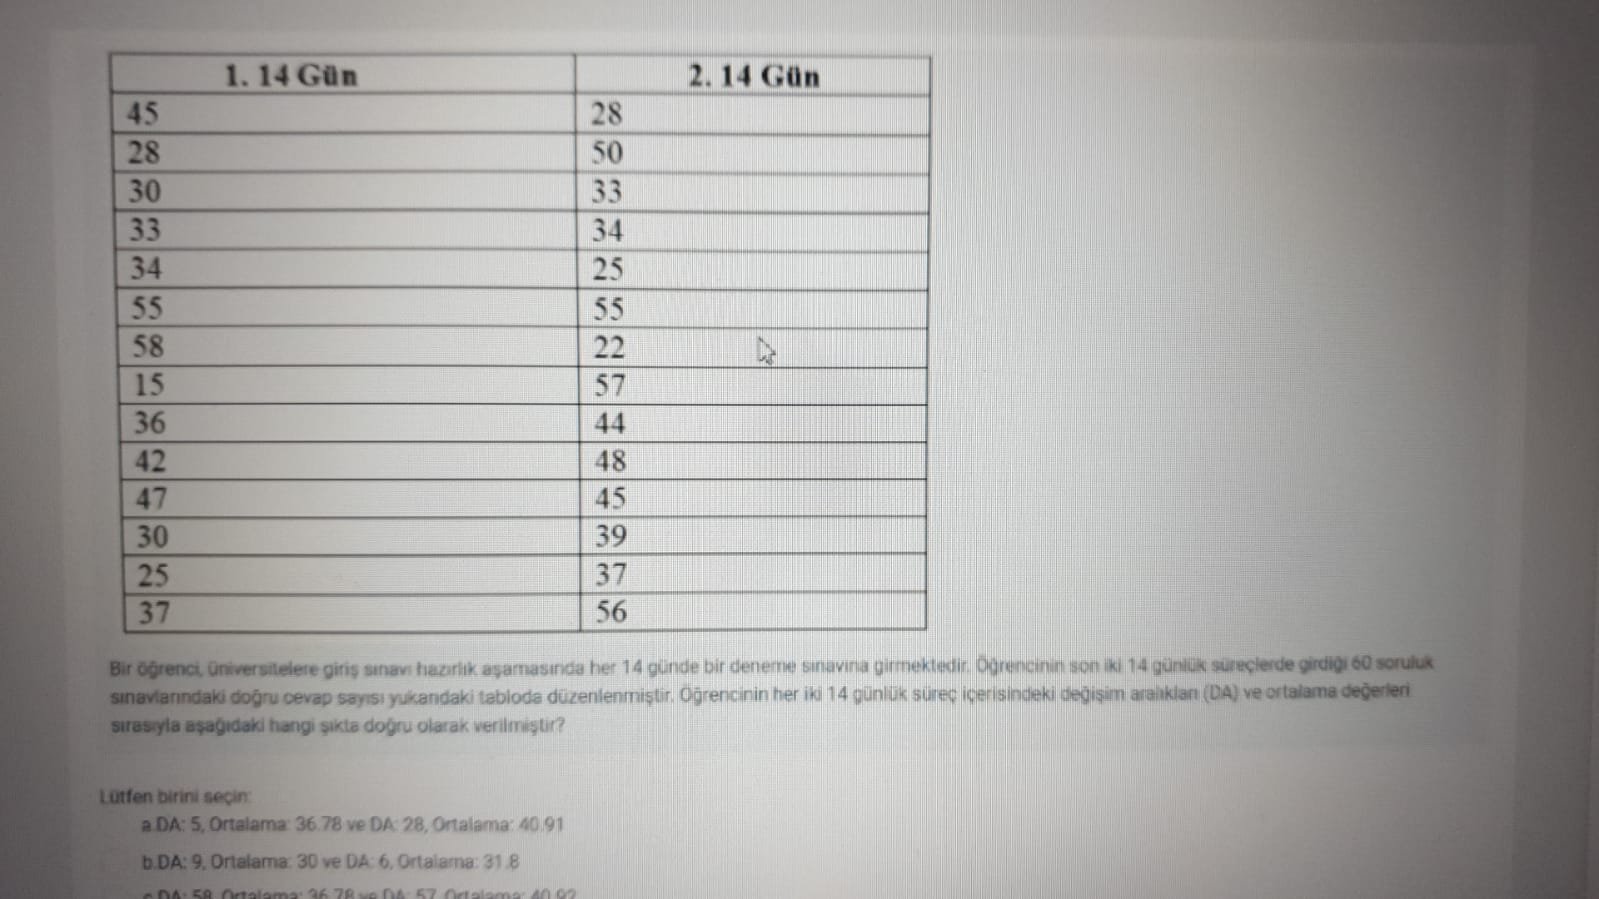 1. 14 Gün 2. 14 Gün
45 28
28 50
30 33
33 34
34 25
55 55
58 22
15 57
36 44
42 48
47 45
30 39
25 37
37 56
Bir öğrenci, üniversitelere giriş sınavı hazırlık aşamasında her 14 günde bir deneme sınavına girmektedir. Öğrencinin son iki 14 günlük süreçlerde girdiği 60 soruluk
sınavlarındaki doğru cevap sayısı yukarıdaki tabloda düzenlenmiştir. Öğrencinin her iki 14 günlük süreç içerisindeki değişim aralıkları (DA) ve ortalama değerleri
sırasıyla aşağıdaki hangi şıkta doğru olarak verilmiştir?
Lütfen birini seçin:
a.DA: 5, Ortalama: 36.78 ve DA: 28, Ortalama: 40.91
b.DA: 9, Ortalama: 30 ve DA: 6, Ortalama: 31.8
c.DA: 58, Ortalama: 36.78 ve DA: 57, Ortalama: 40.92